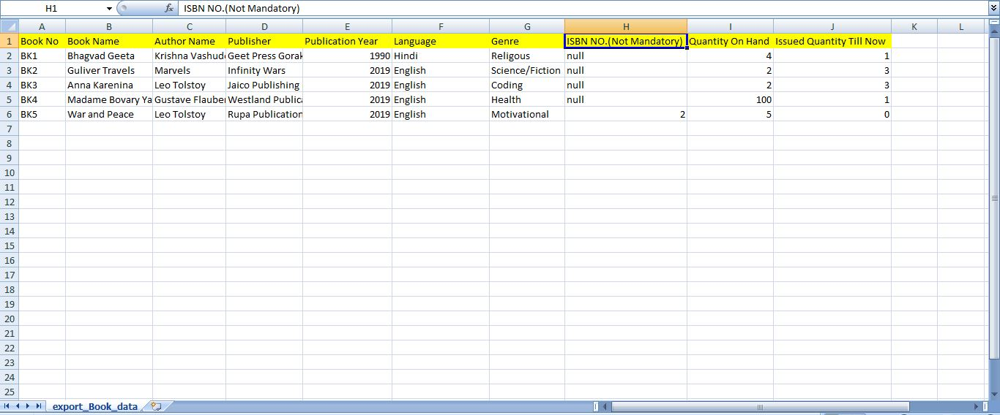 H1 fx ISBN NO.(Not Mandatory)
A B C D E F G H I J K L
1 Book No Book Name Author Name Publisher Publication Year Language Genre ISBN NO.(Not Mandatory) Quantity On Hand Issued Quantity Till Now
2 BK1 Bhagvad Geeta Krishna Vashud Geet Press Gorak 1990 Hindi Religous null 4 1
3 BK2 Guliver Travels Marvels Infinity Wars 2019 English Science/Fiction null 2 3
4 BK3 Anna Karenina Leo Tolstoy Jaico Publishing 2019 English Coding null 2 3
5 BK4 Madame Bovary Ya Gustave Flauber Westland Public 2019 English Health null 100 1
6 BK5 War and Peace Leo Tolstoy Rupa Publication 2019 English Motivational 2 5 0
7
8
9
10
11
12
13
14
15
16
17
18
19
20
21
22
23
24
25
export_Book_data